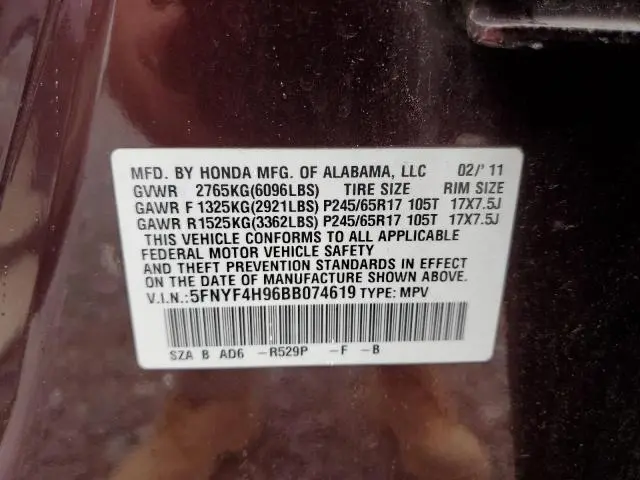 MFD. BY HONDA MFG. OF ALABAMA, LLC 02/'11
GVWR 2765KG(6096LBS) TIRE SIZE RIM SIZE
GAWR F 1325KG(2921LBS) P245/65R17 105T 17X7.5J
GAWR R1525KG(3362LBS) P245/65R17 105T 17X7.5J
THIS VEHICLE CONFORMS TO ALL APPLICABLE
FEDERAL MOTOR VEHICLE SAFETY
AND THEFT PREVENTION STANDARDS IN EFFECT
ON THE DATE OF MANUFACTURE SHOWN ABOVE.
V.I.N.:5FNYF4H96BB074619 TYPE: MPV
SZA B AD6 -R529P -F -B